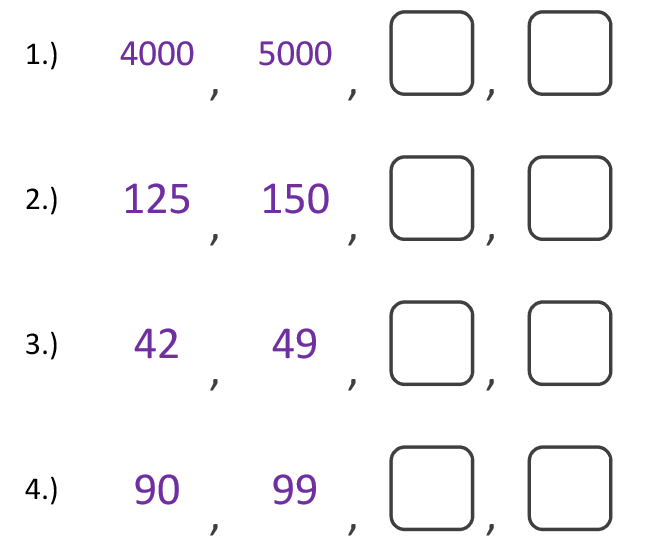 1.) 4000 , 5000 , ,
2.) 125 , 150 , ,
3.) 42 , 49 , ,
4.) 90 , 99 , ,